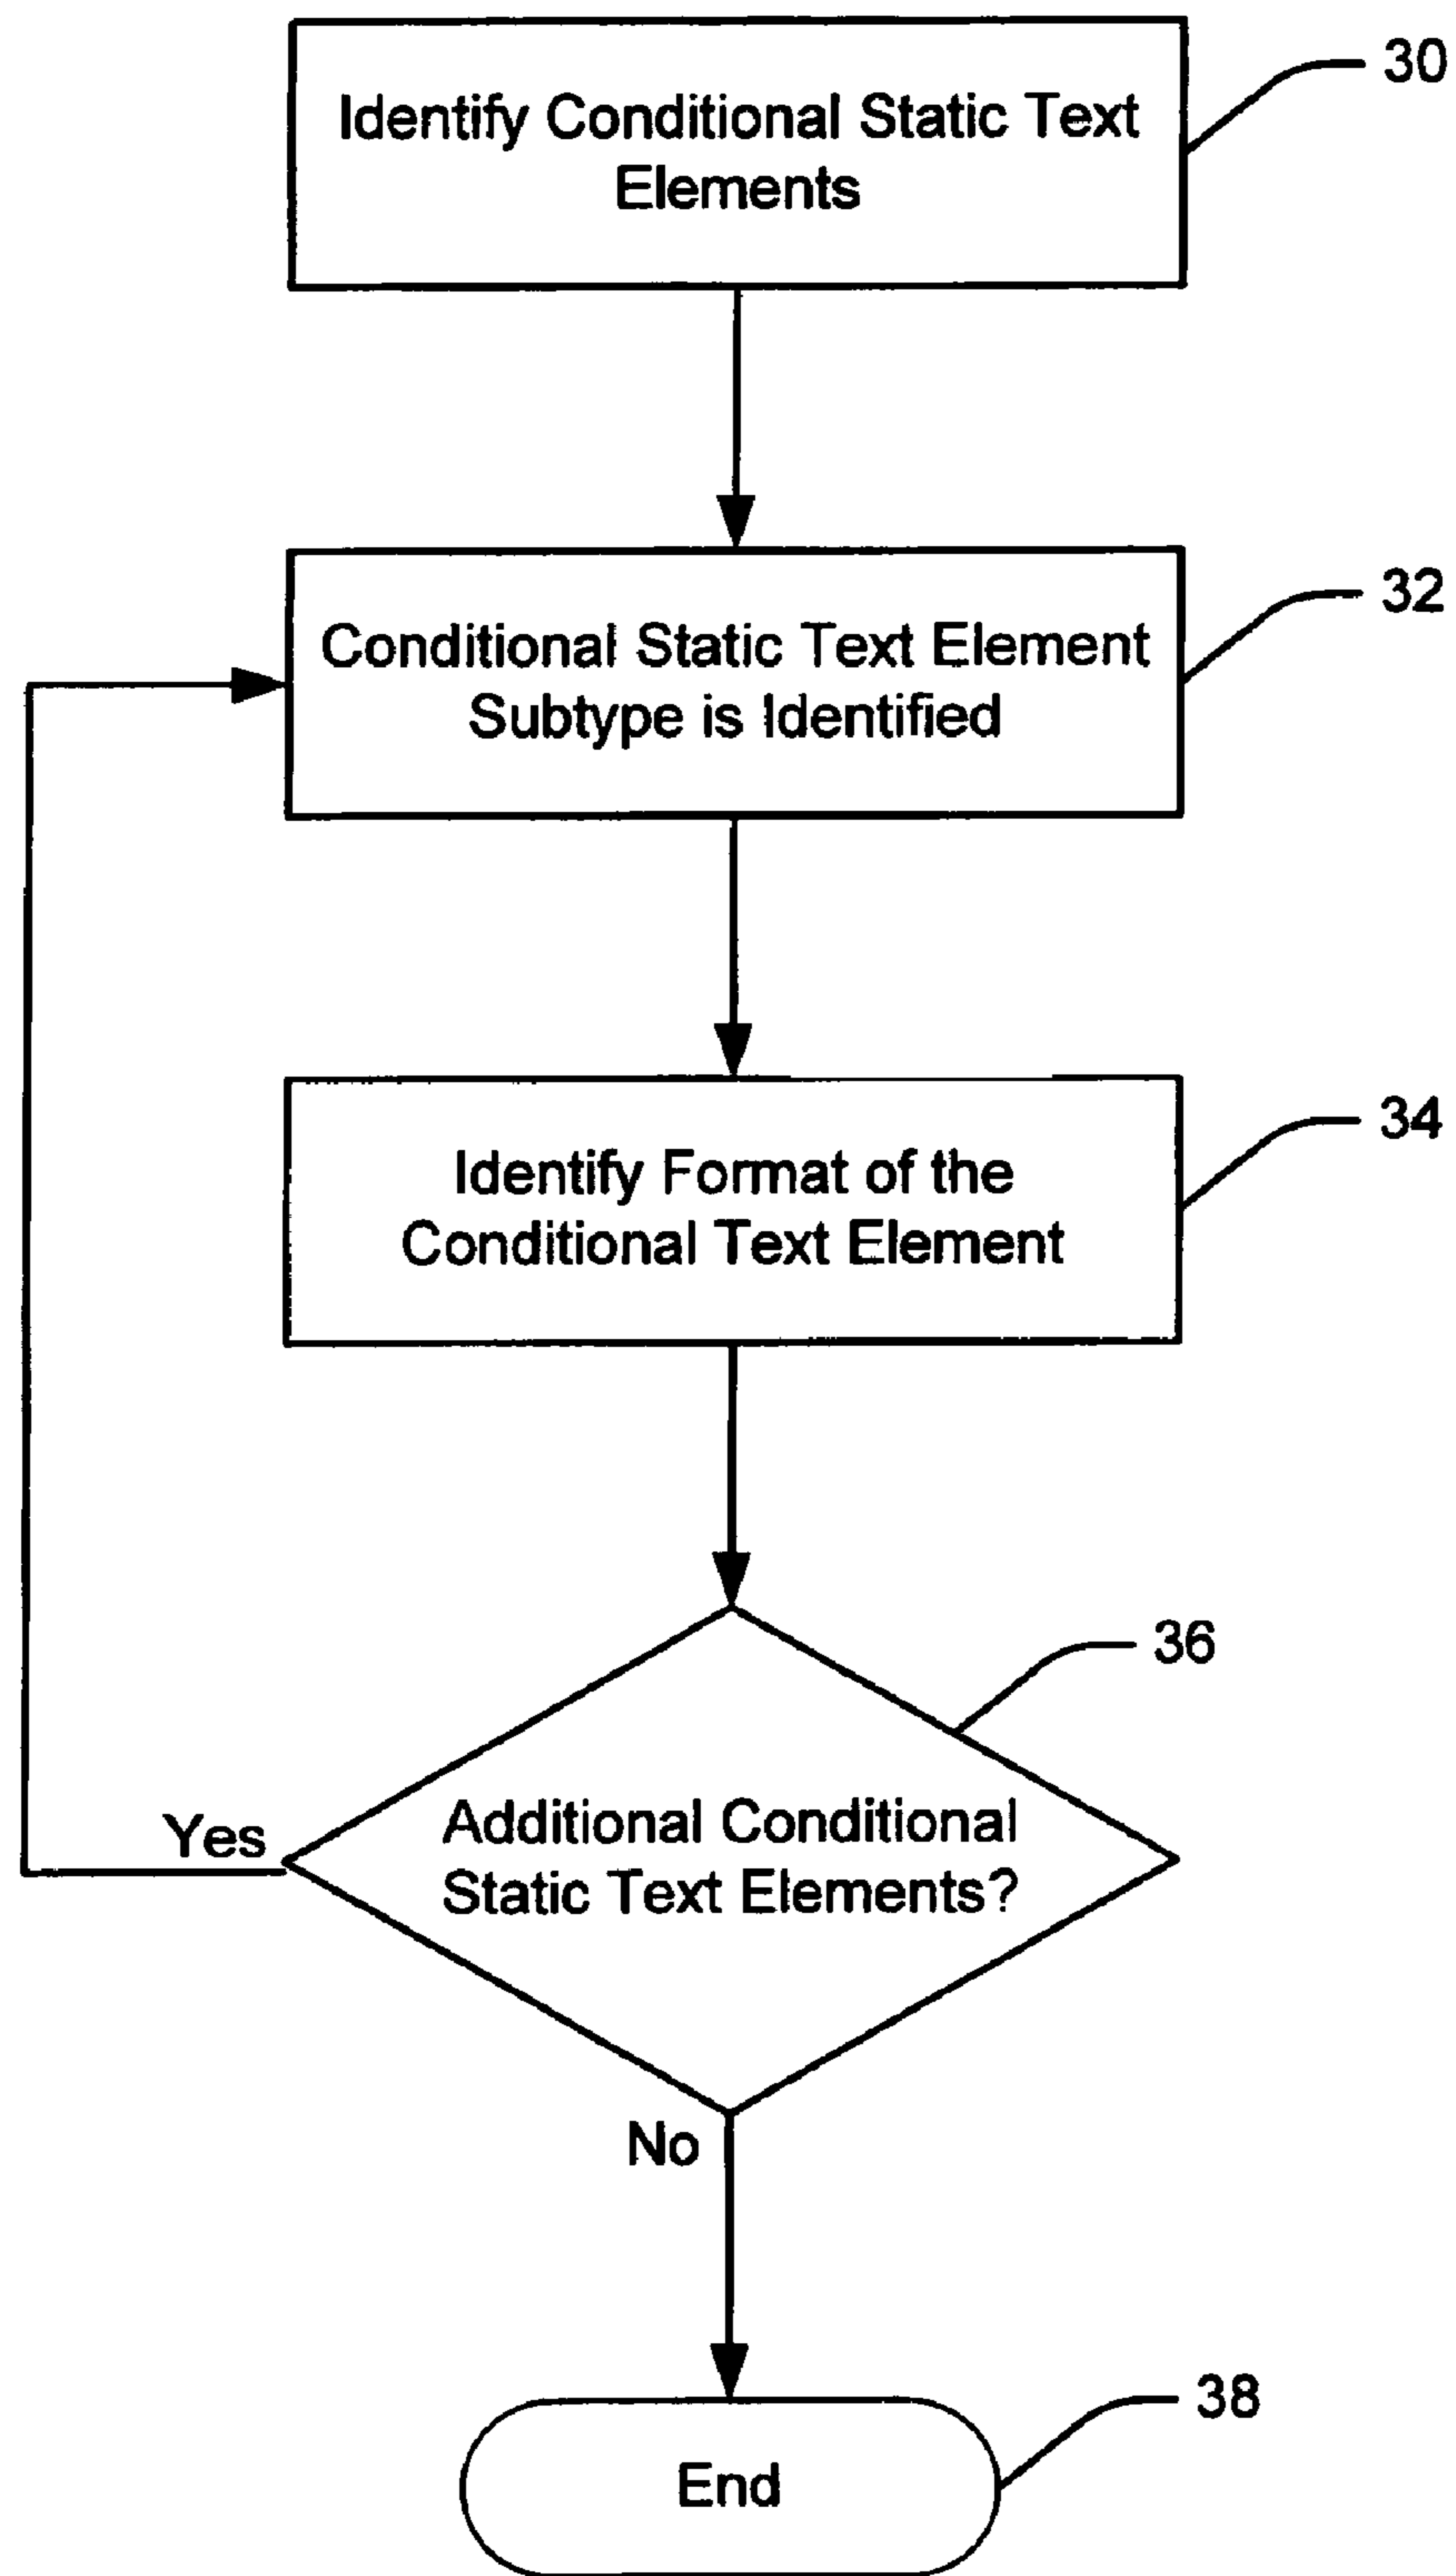 Identify Conditional Static Text
Elements
30
Conditional Static Text Element
Subtype is Identified
32
Identify Format of the
Conditional Text Element
34
36
Additional Conditional
Static Text Elements?
Yes
No
End
38